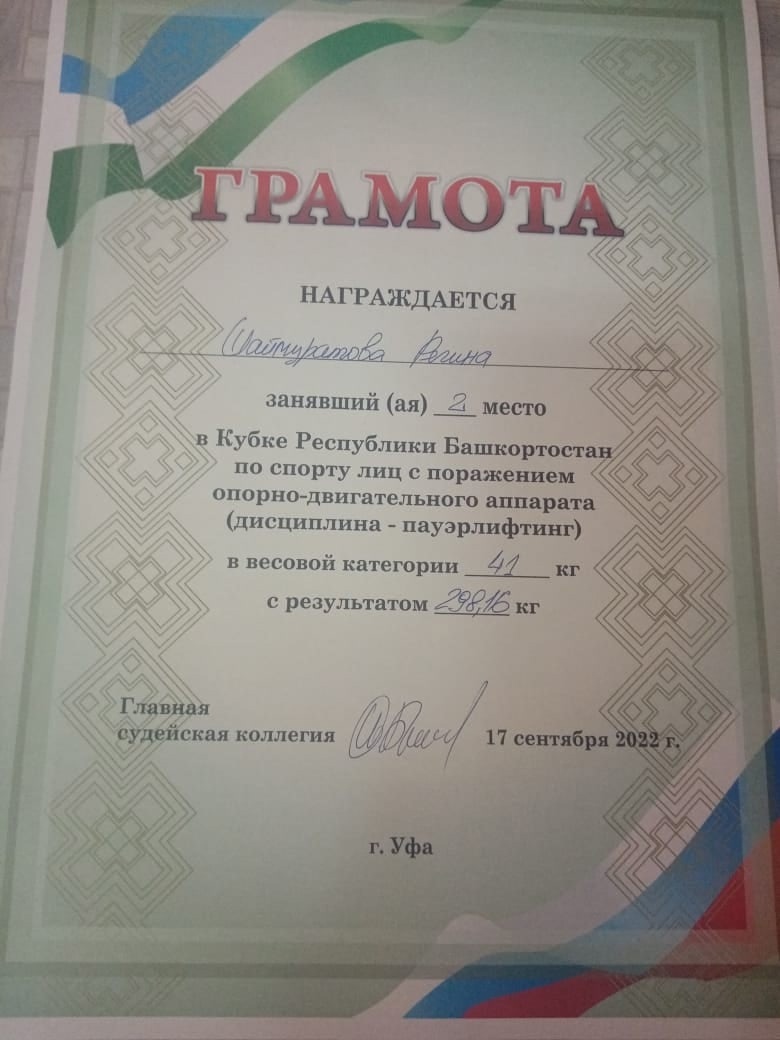 ГРАМОТА
НАГРАЖДАЕТСЯ
Шаймуратова Регина
занявший (ая) 2 место
в Кубке Республики Башкортостан
по спорту лиц с поражением
опорно-двигательного аппарата
(дисциплина - пауэрлифтинг)
в весовой категории 41 кг
с результатом 298,16 кг
Главная
судейская коллегия 17 сентября 2022 г.
г. Уфа